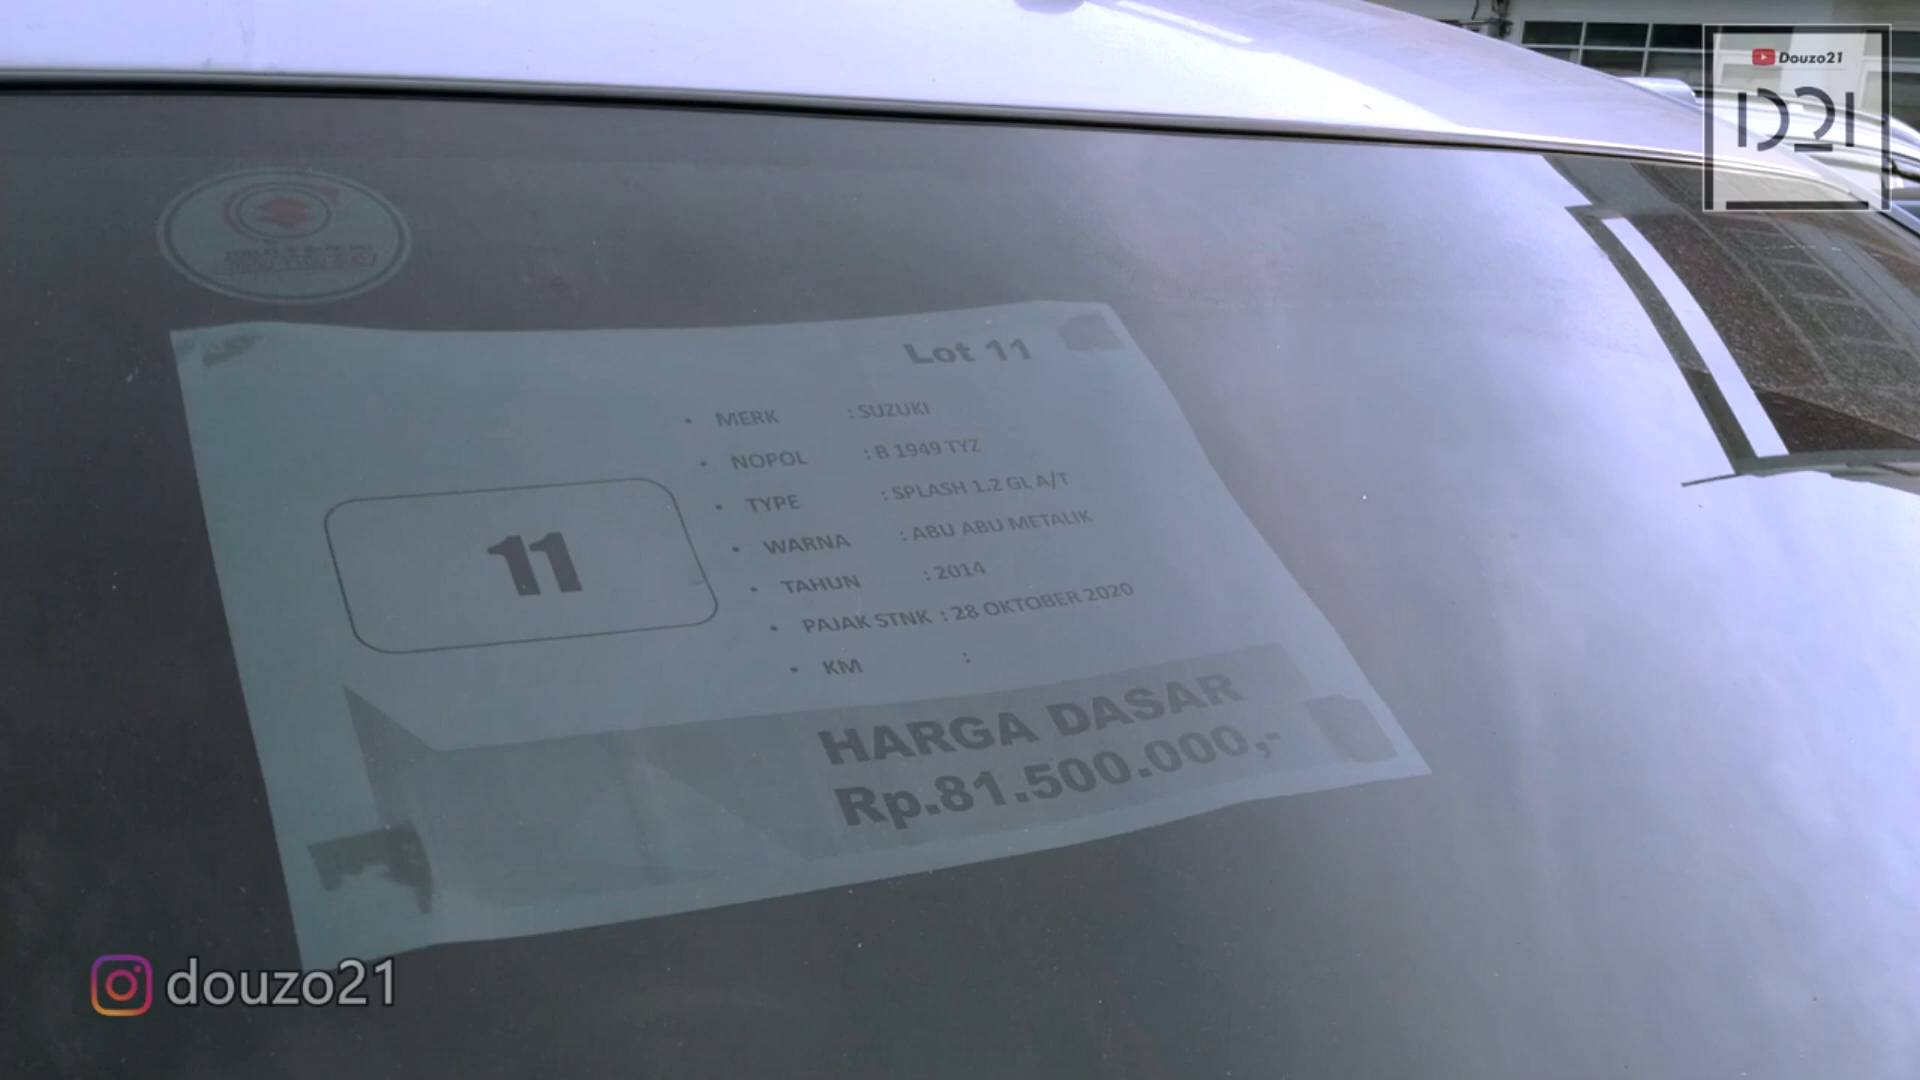 Douzo21
D21
Lot 11
11
• MERK : SUZUKI
• NOPOL : B 1949 TYZ
• TYPE : SPLASH 1.2 GL A/T
• WARNA : ABU ABU METALIK
• TAHUN : 2014
• PAJAK STNK : 28 OKTOBER 2020
• KM :
HARGA DASAR
Rp.81.500.000,-
douzo21